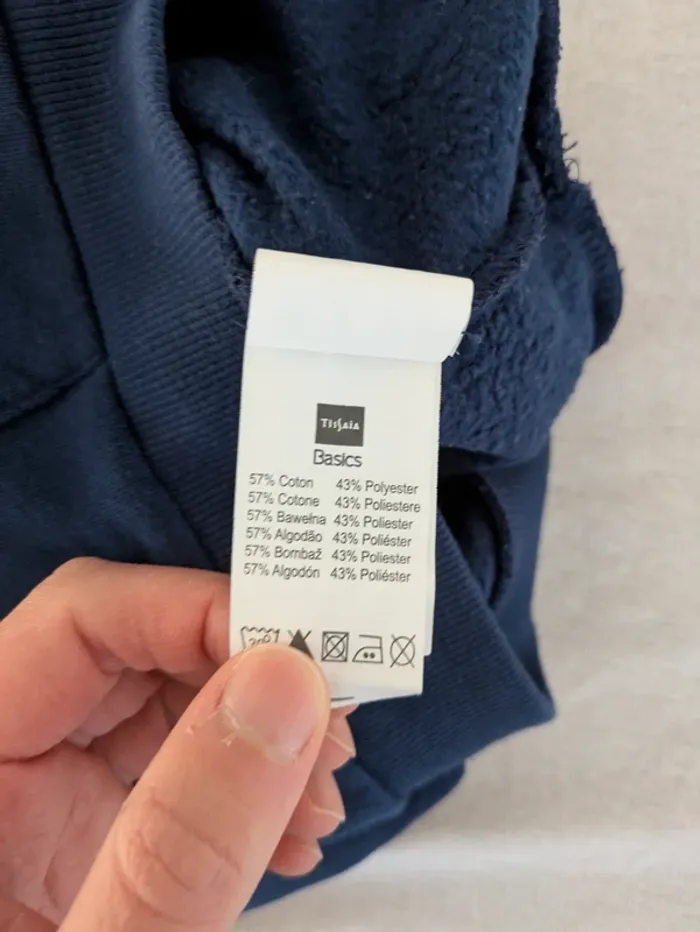 TISSAIA
Basics
57% Coton 43% Polyester
57% Cotone 43% Poliestere
57% Bawełna 43% Poliester
57% Algodão 43% Poliéster
57% Bombaž 43% Poliester
57% Algodón 43% Poliéster